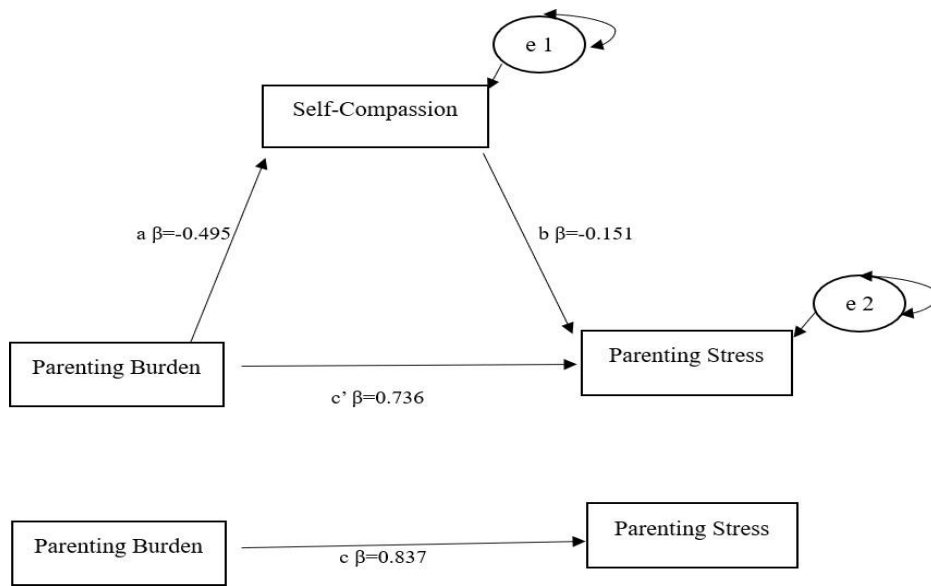 e 1
Self-Compassion
a β=-0.495
b β=-0.151
e 2
Parenting Burden
Parenting Stress
c’ β=0.736
Parenting Burden
Parenting Stress
c β=0.837